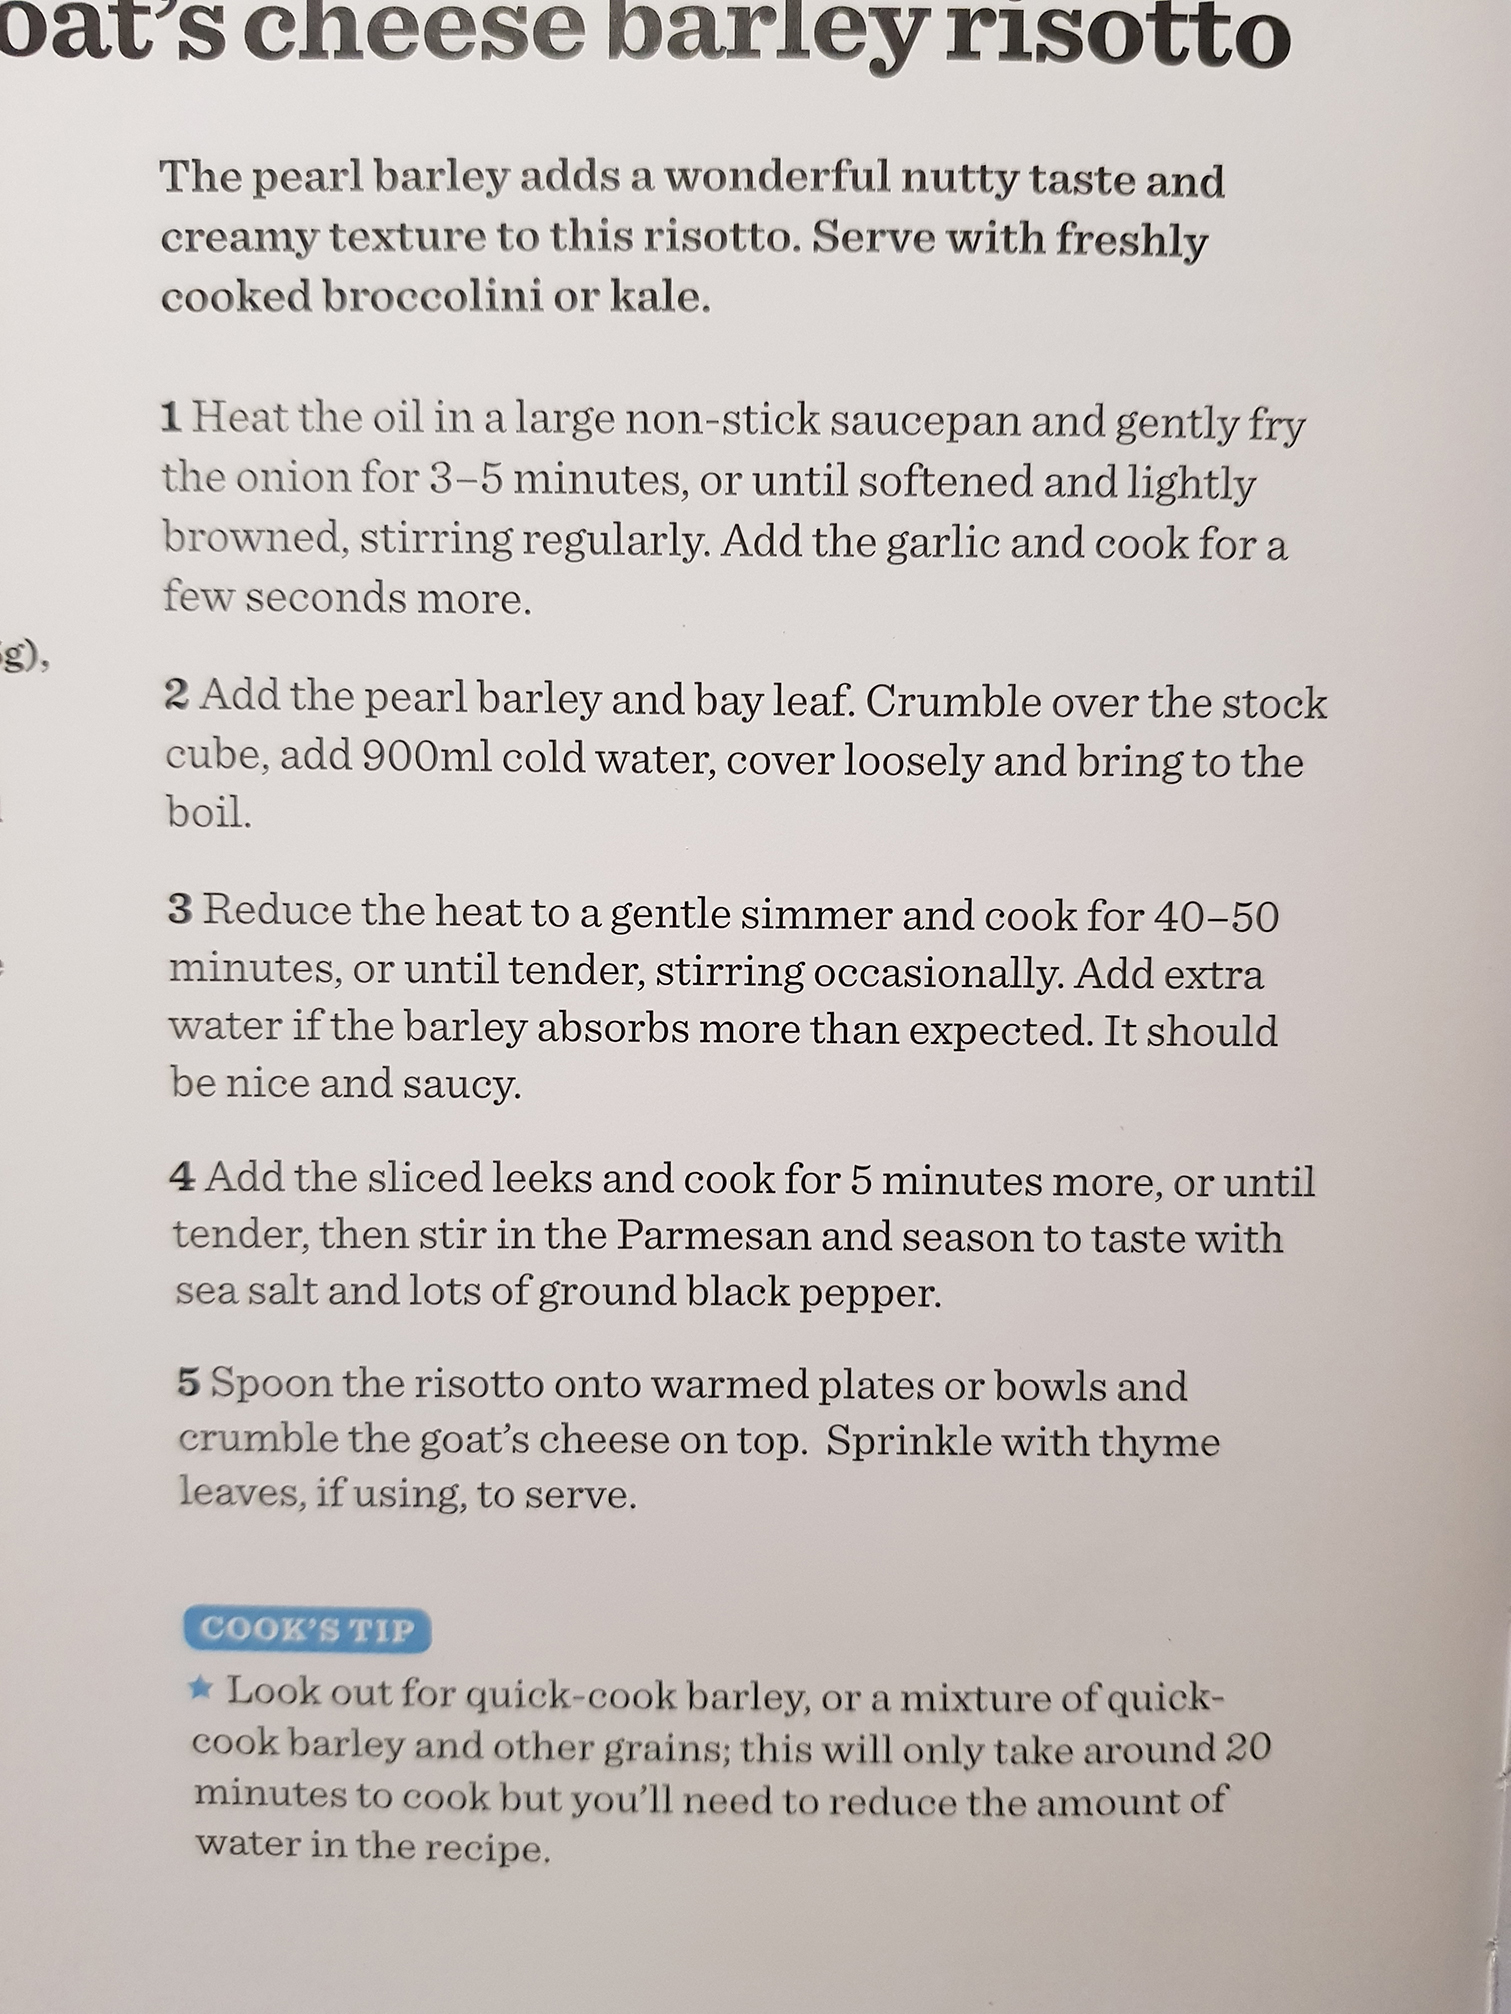 oat's cheese barley risotto
The pearl barley adds a wonderful nutty taste and
creamy texture to this risotto. Serve with freshly
cooked broccolini or kale.
1 Heat the oil in a large non-stick saucepan and gently fry
the onion for 3–5 minutes, or until softened and lightly
browned, stirring regularly. Add the garlic and cook for a
few seconds more.
g),
2 Add the pearl barley and bay leaf. Crumble over the stock
cube, add 900ml cold water, cover loosely and bring to the
boil.
3 Reduce the heat to a gentle simmer and cook for 40–50
minutes, or until tender, stirring occasionally. Add extra
water if the barley absorbs more than expected. It should
be nice and saucy.
4 Add the sliced leeks and cook for 5 minutes more, or until
tender, then stir in the Parmesan and season to taste with
sea salt and lots of ground black pepper.
5 Spoon the risotto onto warmed plates or bowls and
crumble the goat's cheese on top. Sprinkle with thyme
leaves, if using, to serve.
COOK'S TIP
★ Look out for quick-cook barley, or a mixture of quick-
cook barley and other grains; this will only take around 20
minutes to cook but you'll need to reduce the amount of
water in the recipe.